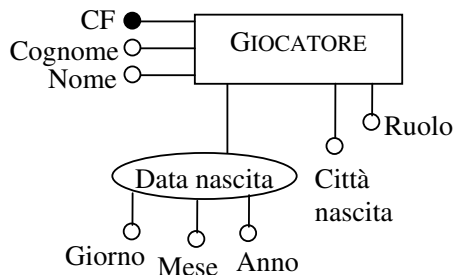 CF
GIOCATORE
Cognome
Nome
Ruolo
Data nascita
Città
nascita
Giorno
Mese
Anno